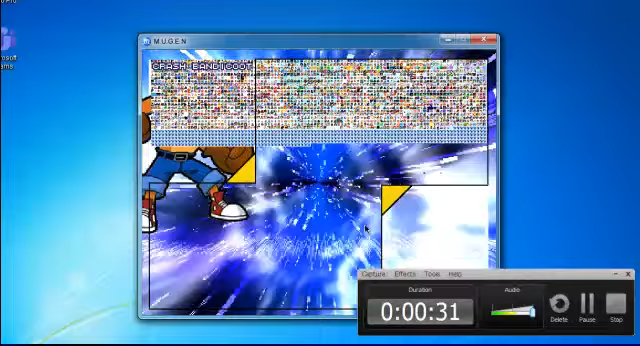 M.U.G.E.N
CRASH BANDICOOT
Capture Effects Tools Help
Duration
Audio
0:00:31
Delete
Pause
Stop